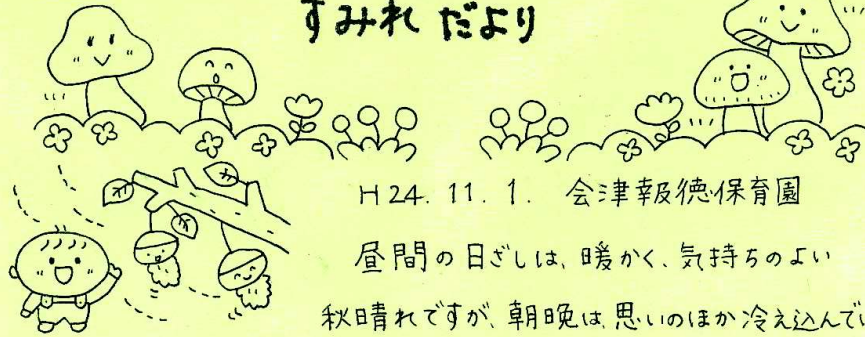 すみれ だより
H24. 11. 1. 会津報徳保育園
昼間の日ざしは、暖かく、気持ちのよい
秋晴れですが、朝晩は、思いのほか冷え込んでい